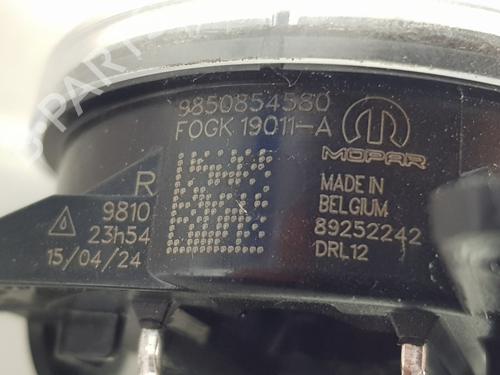 9850854580
FOGK 19011-A
MOPAR
R
9810
23h54
15/04/24
MADE IN
BELGIUM
89252242
DRL12